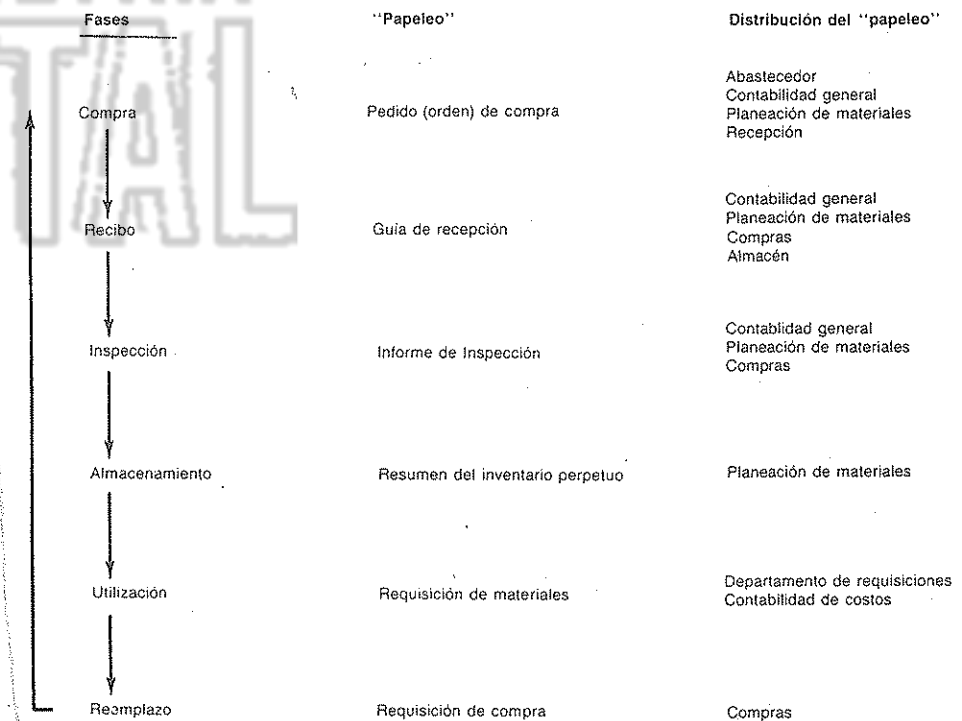 Fases
"Papeleo"
Distribución del "papeleo"
Compra
Pedido (orden) de compra
Abastecedor
Contabilidad general
Planeación de materiales
Recepción
Recibo
Guía de recepción
Contabilidad general
Planeación de materiales
Compras
Almacén
Inspección
Informe de Inspección
Contablidad general
Planeación de materiales
Compras
Almacenamiento
Resumen del inventario perpetuo
Planeación de materiales
Utilización
Requisición de materiales
Departamento de requisiciones
Contabilidad de costos
Reemplazo
Requisición de compra
Compras
TAL